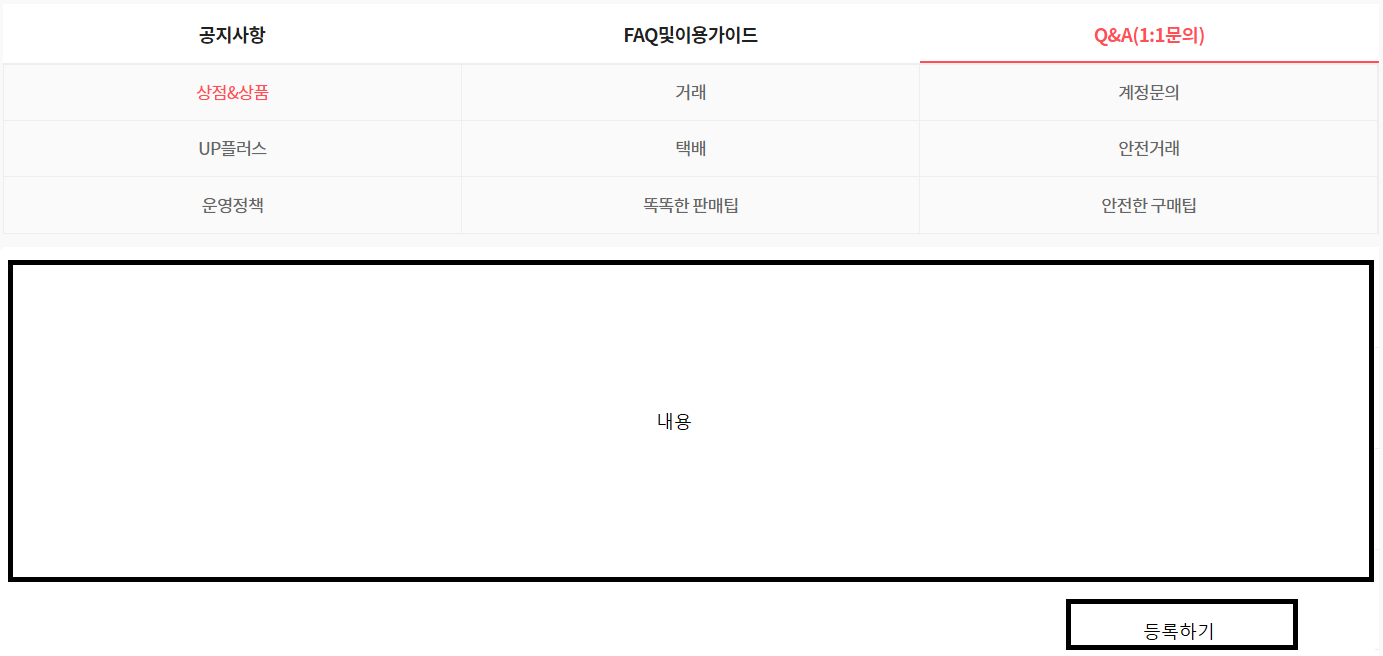 공지사항 FAQ및이용가이드 Q&A(1:1문의)
상점&상품 거래 계정문의
UP플러스 택배 안전거래
운영정책 똑똑한 판매팁 안전한 구매팁
내용
등록하기